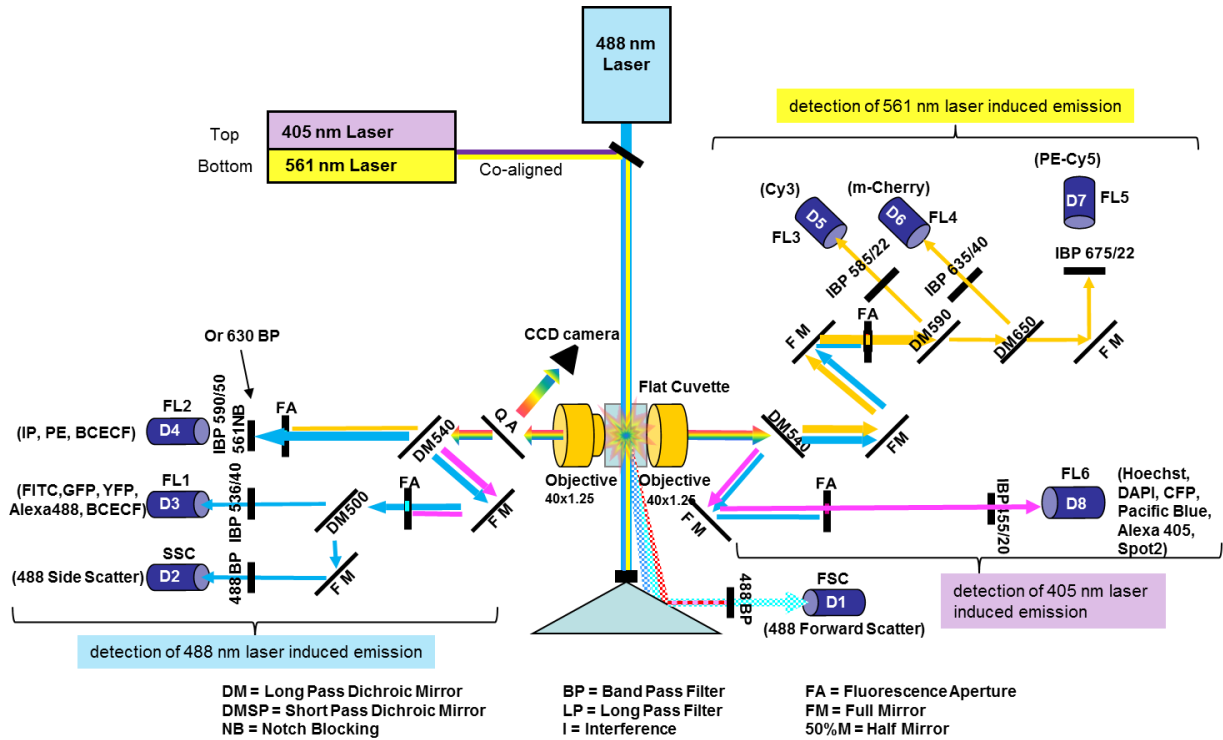 488 nm
Laser
detection of 561 nm laser induced emission
Top
405 nm Laser
Bottom
561 nm Laser
Co-aligned
(PE-Cy5)
D7
FL5
(Cy3)
D5
FL3
(m-Cherry)
D6
FL4
IBP 585/22
IBP 635/40
IBP 675/22
FA
FM
DM590
DM650
FM
CCD camera
Or 630 BP
Flat Cuvette
QA
DM540
FA
IBP 590/50
561NB
FL2
D4
(IP, PE, BCECF)
Objective
40x1.25
Objective
40x1.25
DM540
FM
FL1
D3
(FITC,GFP, YFP,
Alexa488, BCECF)
IBP 536/40
DM500
FA
FM
FM
FA
IBP455/20
FL6
D8
(Hoechst,
DAPI, CFP,
Pacific Blue,
Alexa 405,
Spot2)
SSC
D2
(488 Side Scatter)
488 BP
FM
488 BP
FSC
D1
(488 Forward Scatter)
detection of 405 nm laser
induced emission
detection of 488 nm laser induced emission
DM = Long Pass Dichroic Mirror
DMSP = Short Pass Dichroic Mirror
NB = Notch Blocking
BP = Band Pass Filter
LP = Long Pass Filter
I = Interference
FA = Fluorescence Aperture
FM = Full Mirror
50%M = Half Mirror